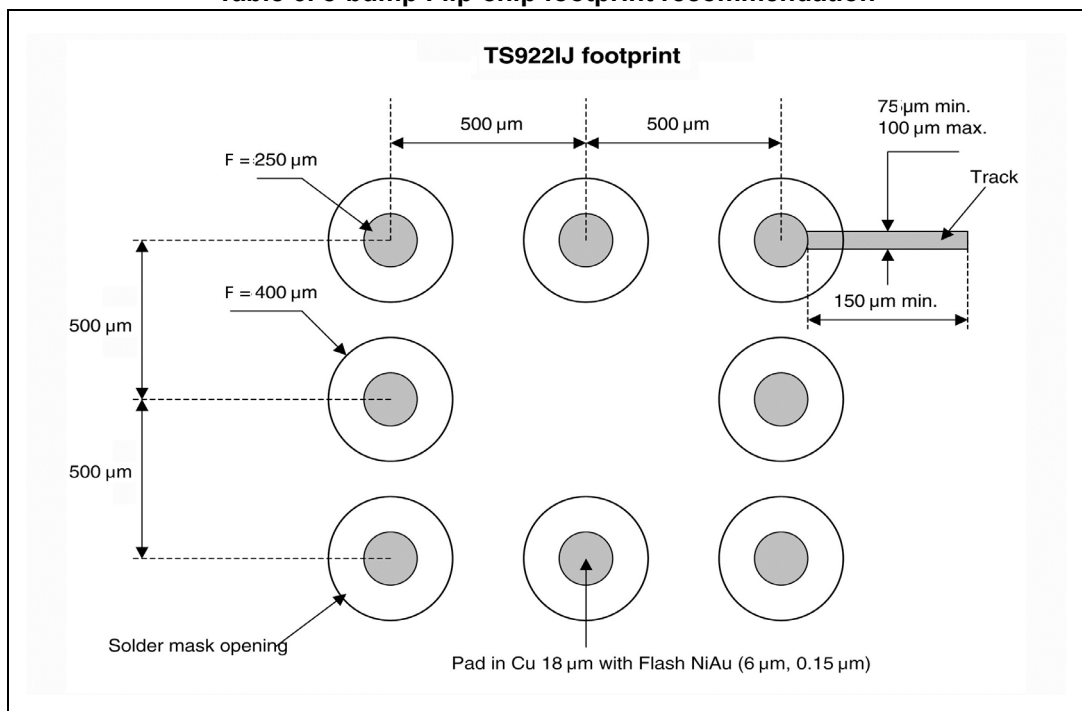 TS922IJ footprint
500 µm
500 µm
75 µm min.
100 µm max.
F = 250 µm
Track
F = 400 µm
150 µm min.
500 µm
500 µm
Solder mask opening
Pad in Cu 18 µm with Flash NiAu (6 µm, 0.15 µm)